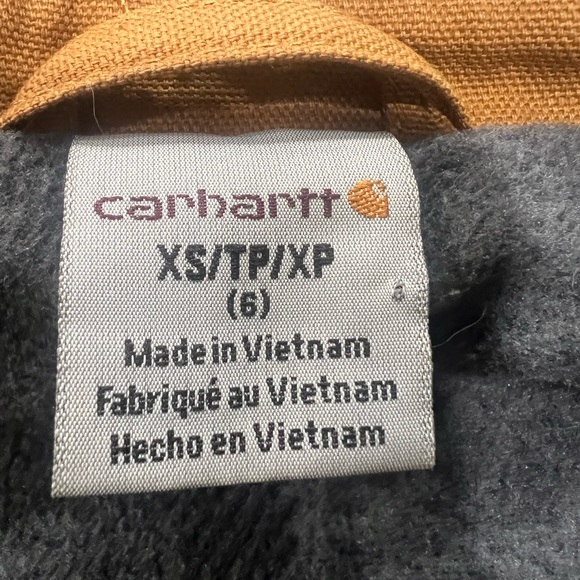 carhartt
XS/TP/XP
(6)
a
Made in Vietnam
Fabriqué au Vietnam
Hecho en Vietnam